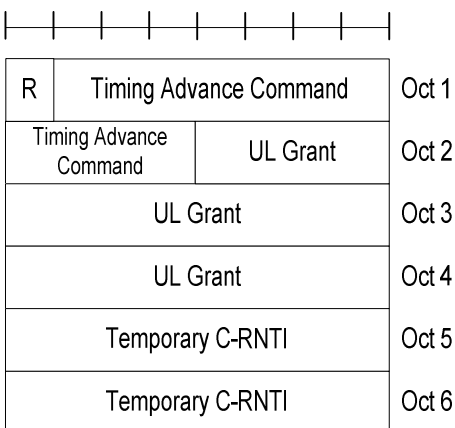 R Timing Advance Command Oct 1
Timing Advance
Command UL Grant Oct 2
UL Grant Oct 3
UL Grant Oct 4
Temporary C-RNTI Oct 5
Temporary C-RNTI Oct 6